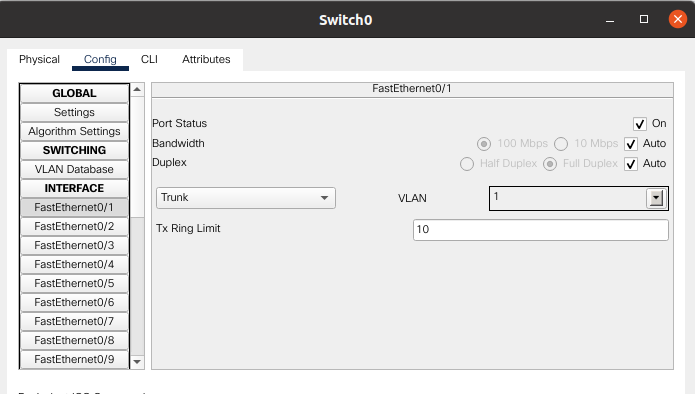 Switch0
Physical Config CLI Attributes
GLOBAL
Settings
Algorithm Settings
SWITCHING
VLAN Database
INTERFACE
FastEthernet0/1
FastEthernet0/2
FastEthernet0/3
FastEthernet0/4
FastEthernet0/5
FastEthernet0/6
FastEthernet0/7
FastEthernet0/8
FastEthernet0/9
FastEthernet0/1
Port Status On
Bandwidth 100 Mbps 10 Mbps Auto
Duplex Half Duplex Full Duplex Auto
Trunk VLAN 1
Tx Ring Limit 10